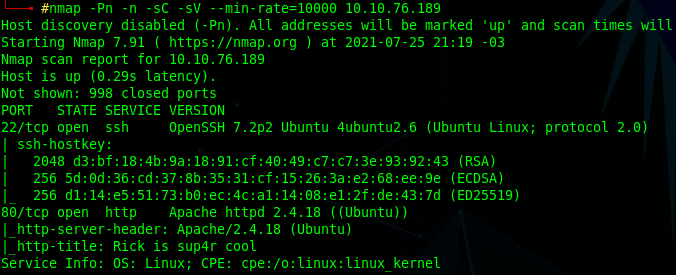 #nmap -Pn -n -sC -sV --min-rate=10000 10.10.76.189
Host discovery disabled (-Pn). All addresses will be marked 'up' and scan times will
Starting Nmap 7.91 ( https://nmap.org ) at 2021-07-25 21:19 -03
Nmap scan report for 10.10.76.189
Host is up (0.29s latency).
Not shown: 998 closed ports
PORT   STATE SERVICE VERSION
22/tcp open  ssh     OpenSSH 7.2p2 Ubuntu 4ubuntu2.6 (Ubuntu Linux; protocol 2.0)
| ssh-hostkey:
|   2048 d3:bf:18:4b:9a:18:91:cf:40:49:c7:c7:3e:93:92:43 (RSA)
|   256 5d:0d:36:cd:37:8b:35:31:cf:15:26:3a:e2:68:ee:9e (ECDSA)
|_  256 d1:14:e5:51:73:b0:ec:4c:a1:14:08:e1:2f:de:43:7d (ED25519)
80/tcp open  http    Apache httpd 2.4.18 ((Ubuntu))
|_http-server-header: Apache/2.4.18 (Ubuntu)
|_http-title: Rick is sup4r cool
Service Info: OS: Linux; CPE: cpe:/o:linux:linux_kernel